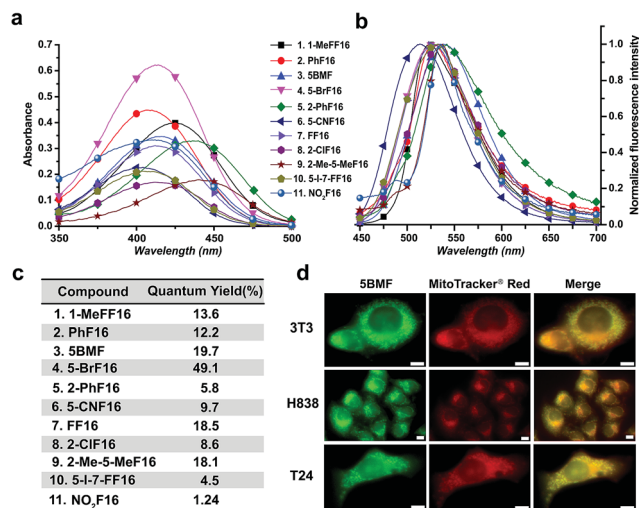 a
b
0.7
0.6
0.5
0.4
0.3
0.2
0.1
0.0
Absorbance
350
400
450
500
Wavelength (nm)
1. 1-MeFF16
2. PhF16
3. 5BMF
4. 5-BrF16
5. 2-PhF16
6. 5-CNF16
7. FF16
8. 2-ClF16
9. 2-Me-5-MeF16
10. 5-I-7-FF16
11. NO₂F16
1.0
0.8
0.6
0.4
0.2
0.0
Normalized fluorescence intensity
450
500
550
600
650
700
Wavelength (nm)
c
Compound Quantum Yield(%)
1. 1-MeFF16 13.6
2. PhF16 12.2
3. 5BMF 19.7
4. 5-BrF16 49.1
5. 2-PhF16 5.8
6. 5-CNF16 9.7
7. FF16 18.5
8. 2-ClF16 8.6
9. 2-Me-5-MeF16 18.1
10. 5-I-7-FF16 4.5
11. NO₂F16 1.24
d
5BMF MitoTracker® Red Merge
3T3
H838
T24